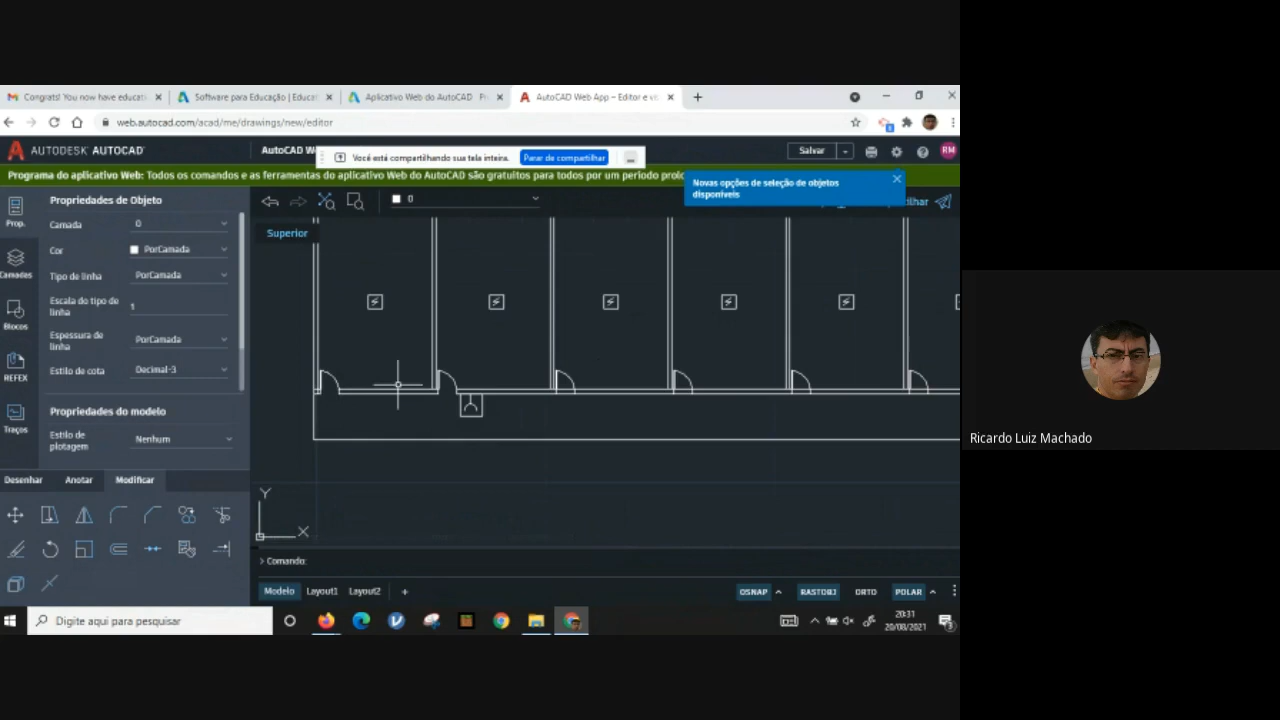 Congrats! You now have educati
Software para Educação | Educat
Aplicativo Web do AutoCAD
AutoCAD Web App – Editor e vi
web.autocad.com/acad/me/drawings/new/editor
AUTODESK AUTOCAD
AutoCAD W
Você está compartilhando sua tela inteira.
Parar de compartilhar
Salvar
RM
Programa do aplicativo Web: Todos os comandos e as ferramentas do aplicativo Web do AutoCAD são gratuitos para todos por um período prolo
Novas opções de seleção de objetos
disponíveis
ilhar
Prop.
Camadas
Blocos
REFEX
Traços
Propriedades de Objeto
Camada 0
Cor PorCamada
Tipo de linha PorCamada
Escala do tipo de
linha 1
Espessura de
linha PorCamada
Estilo de cota Decimal-3
Propriedades do modelo
Estilo de
plotagem Nenhum
0
Superior
Y
X
Desenhar Anotar Modificar
Comando:
Modelo Layout1 Layout2 +
OSNAP RASTOBJ ORTO POLAR
Digite aqui para pesquisar
20:31
20/08/2021
Ricardo Luiz Machado